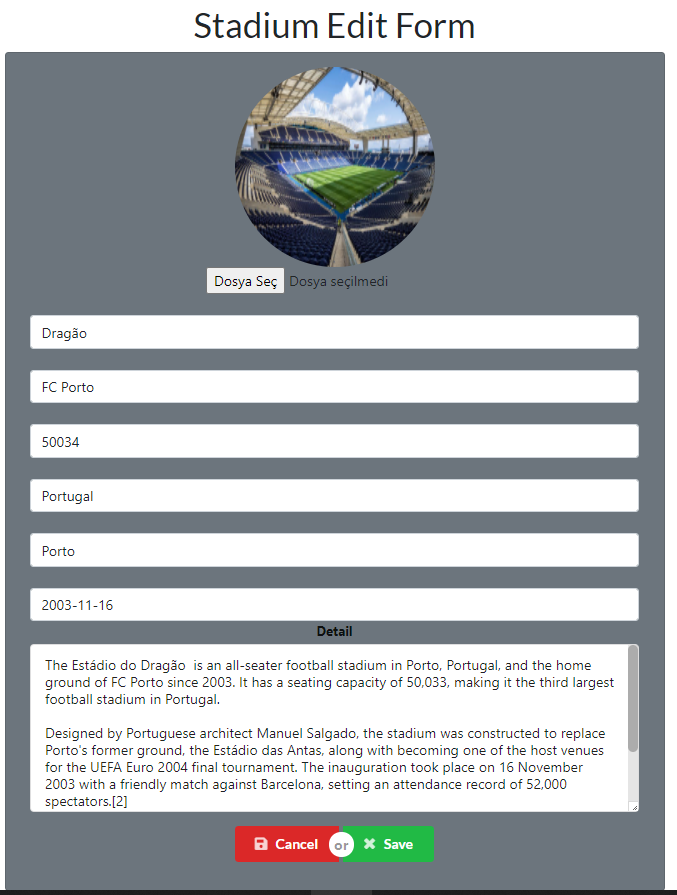 Stadium Edit Form
Dosya Seç Dosya seçilmedi
Dragão
FC Porto
50034
Portugal
Porto
2003-11-16
Detail
The Estádio do Dragão  is an all-seater football stadium in Porto, Portugal, and the home
ground of FC Porto since 2003. It has a seating capacity of 50,033, making it the third largest
football stadium in Portugal.
Designed by Portuguese architect Manuel Salgado, the stadium was constructed to replace
Porto's former ground, the Estádio das Antas, along with becoming one of the host venues
for the UEFA Euro 2004 final tournament. The inauguration took place on 16 November
2003 with a friendly match against Barcelona, setting an attendance record of 52,000
spectators.[2]
Cancel or Save